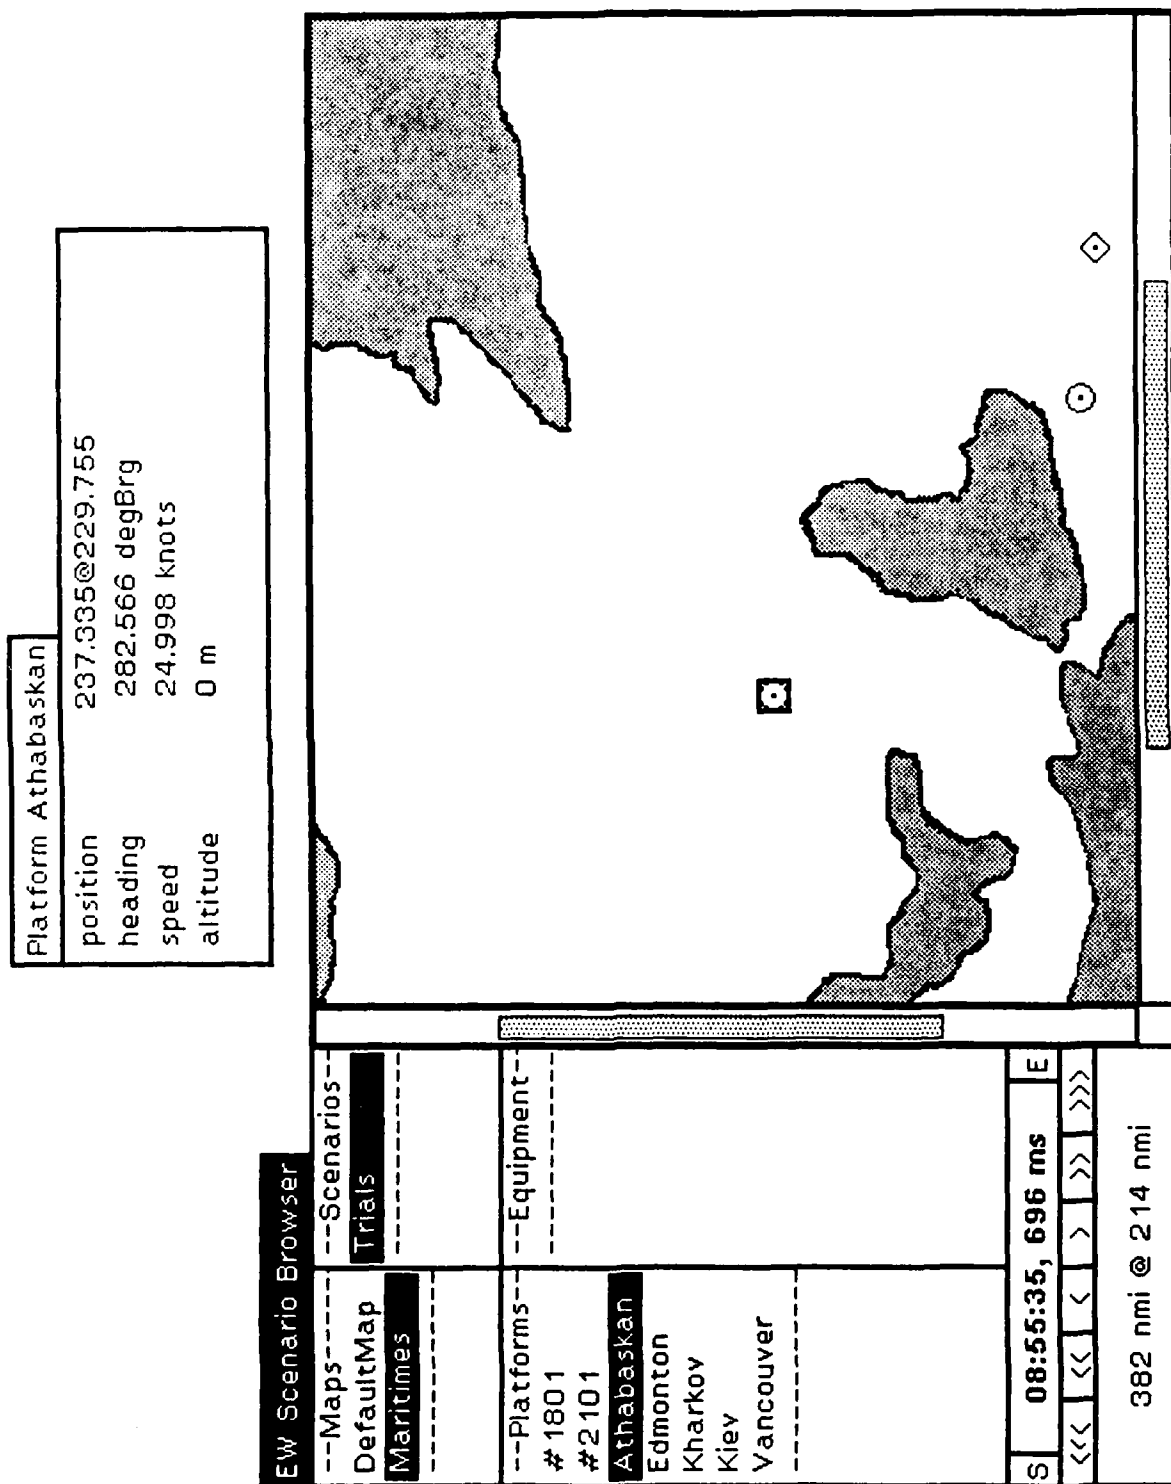 Platform Athabaskan
position 237.335@229.755
heading 282.566 degBrg
speed 24.998 knots
altitude 0 m
EW Scenario Browser
--Maps------
DefaultMap
Maritimes
------------
---Scenarios--
Trials
--------------
--Platforms--
#1801
#2101
Athabaskan
Edmonton
Kharkov
Kiev
Vancouver
--------------
---Equipment--
--------------
S 08:55:35, 696 ms E
<<< << < > >> >>>
382 nmi @ 214 nmi